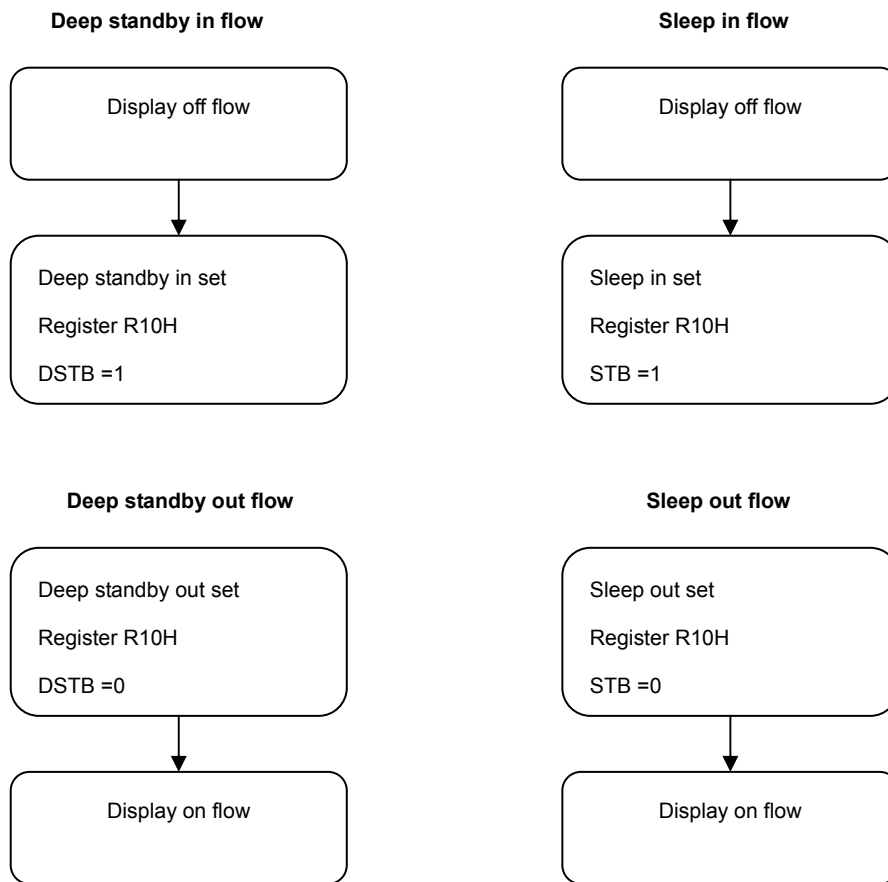 Deep standby in flow
Display off flow
Deep standby in set
Register R10H
DSTB =1
Sleep in flow
Display off flow
Sleep in set
Register R10H
STB =1
Deep standby out flow
Deep standby out set
Register R10H
DSTB =0
Display on flow
Sleep out flow
Sleep out set
Register R10H
STB =0
Display on flow